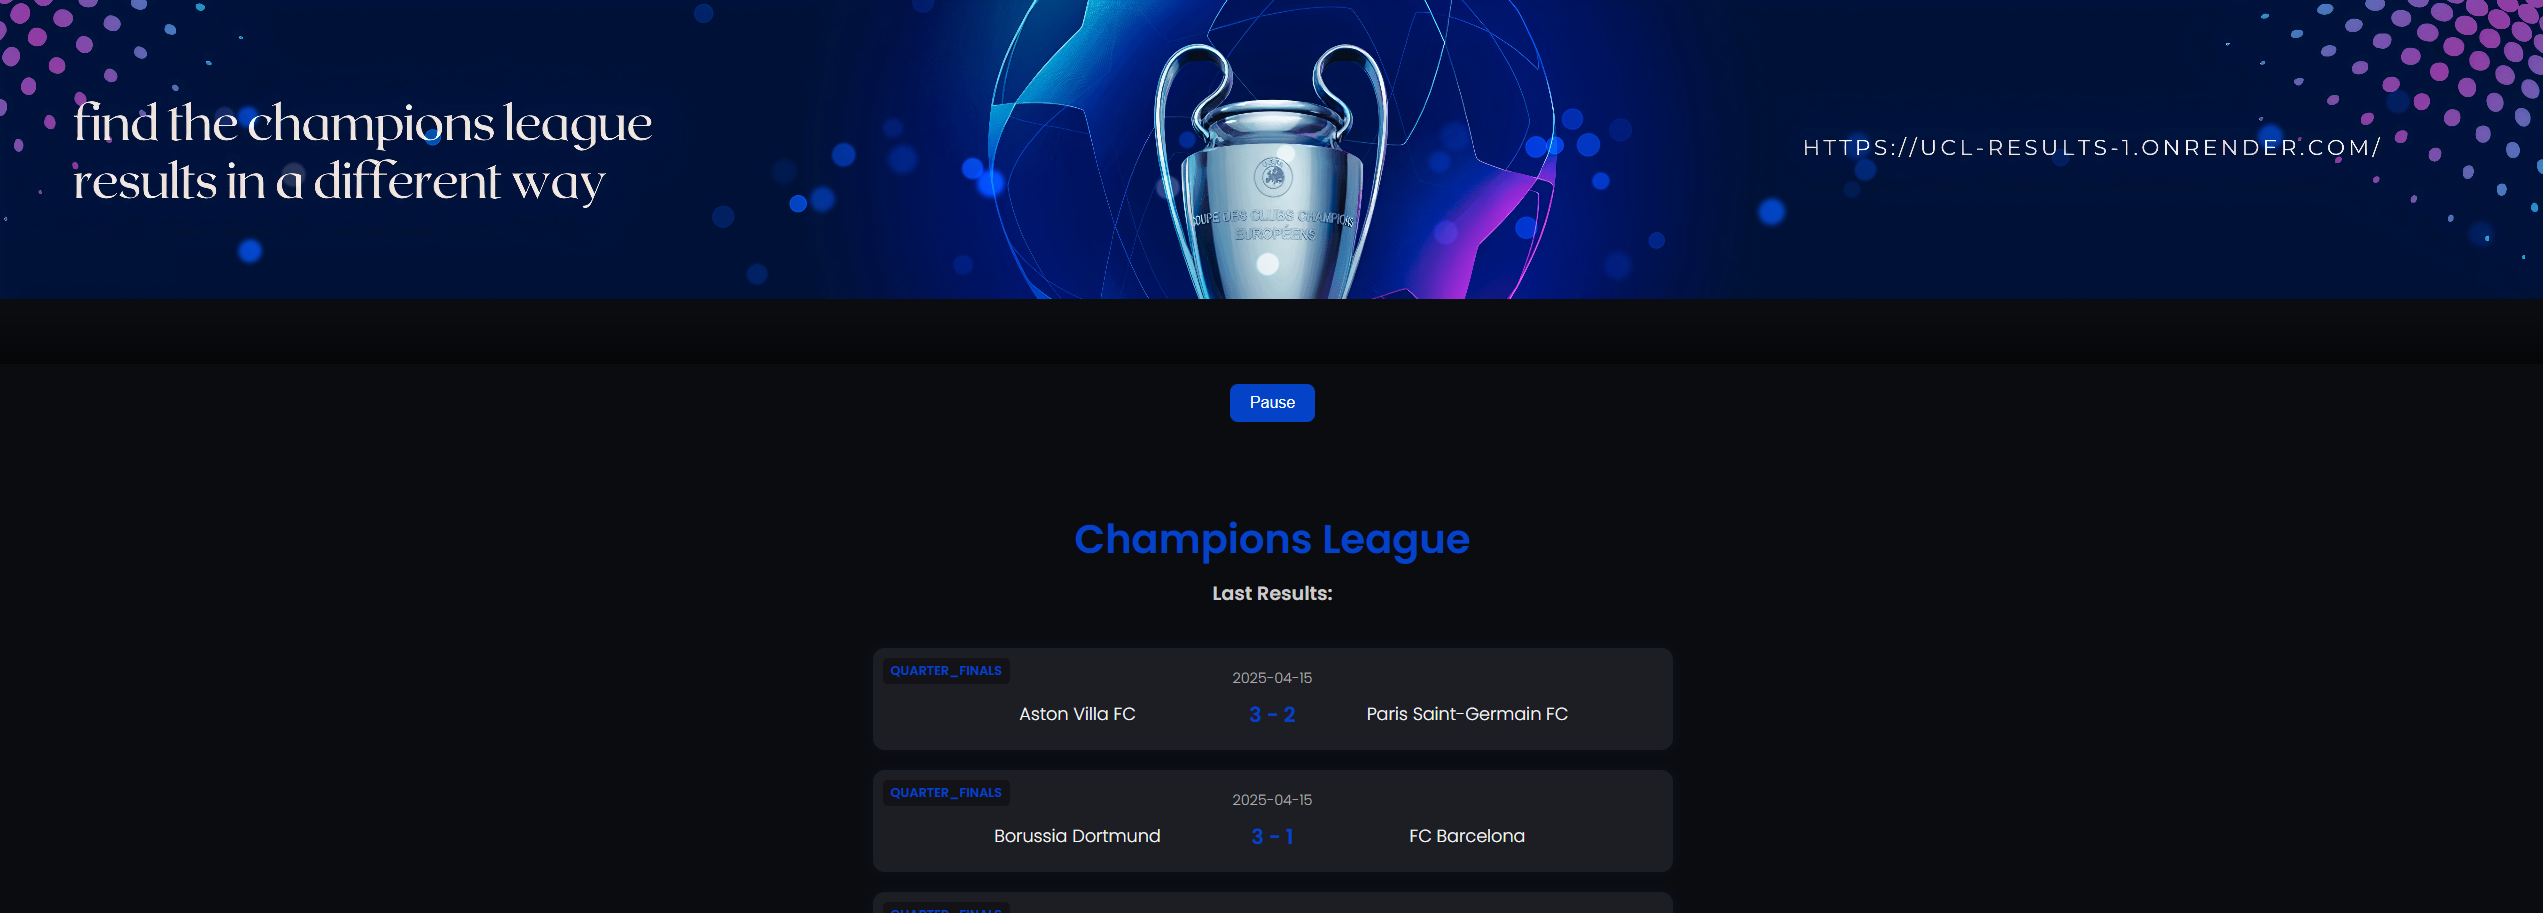 find the champions league
results in a different way
HTTPS://UCL-RESULTS-1.ONRENDER.COM/
COUPE DES CLUBS CHAMPIONS
EUROPÉENS
Pause
Champions League
Last Results:
QUARTER_FINALS
2025-04-15
Aston Villa FC 3 - 2 Paris Saint-Germain FC
QUARTER_FINALS
2025-04-15
Borussia Dortmund 3 - 1 FC Barcelona
QUARTER_FINALS